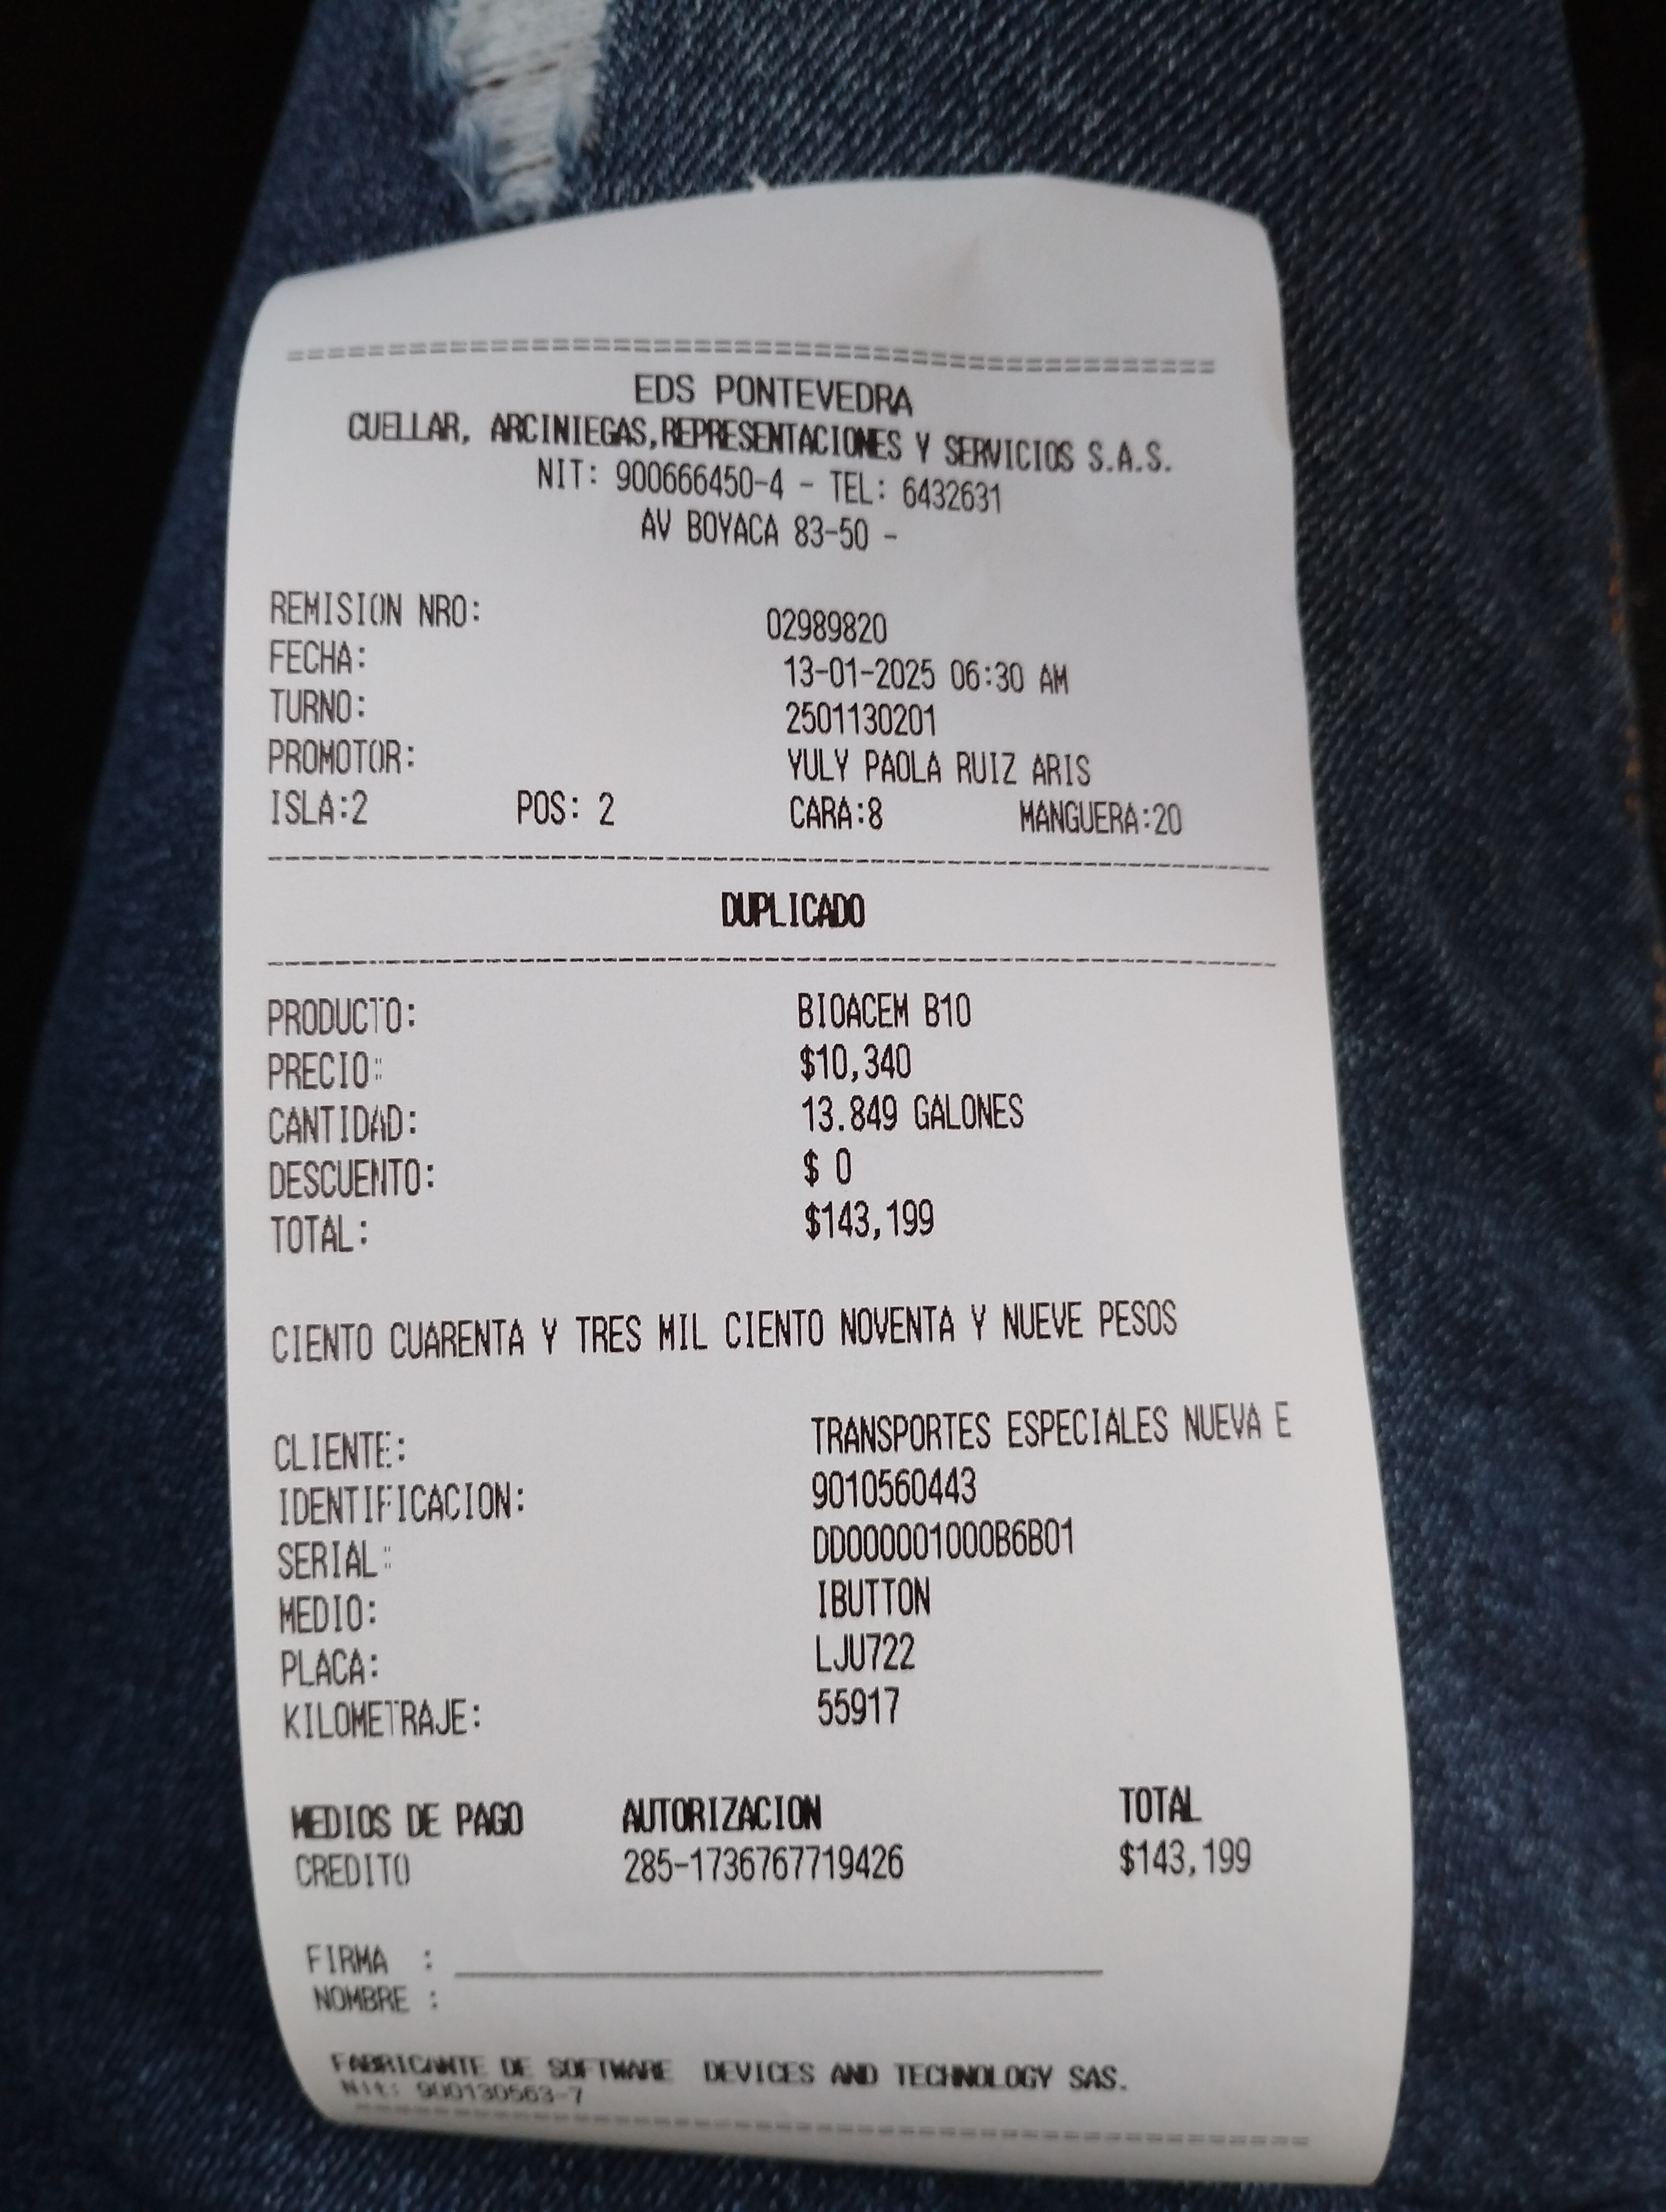 EDS PONTEVEDRA
CUELLAR, ARCINIEGAS,REPRESENTACIONES Y SERVICIOS S.A.S.
NIT: 900666450-4 - TEL: 6432631
AV BOYACA 83-50 -
REMISION NRO: 02989820
FECHA: 13-01-2025 06:30 AM
TURNO: 2501130201
PROMOTOR: YULY PAOLA RUIZ ARIS
ISLA:2 POS: 2 CARA:8 MANGUERA:20
DUPLICADO
PRODUCTO: BIOACEM B10
PRECIO: $10,340
CANTIDAD: 13.849 GALONES
DESCUENTO: $ 0
TOTAL: $143,199
CIENTO CUARENTA Y TRES MIL CIENTO NOVENTA Y NUEVE PESOS
CLIENTE: TRANSPORTES ESPECIALES NUEVA E
IDENTIFICACION: 9010560443
SERIAL: DD000001000B6B01
MEDIO: IBUTTON
PLACA: LJU722
KILOMETRAJE: 55917
MEDIOS DE PAGO AUTORIZACION TOTAL
CREDITO 285-1736767719426 $143,199
FIRMA :
NOMBRE :
FABRICANTE DE SOFTWARE DEVICES AND TECHNOLOGY SAS.
Nit: 900130563-7